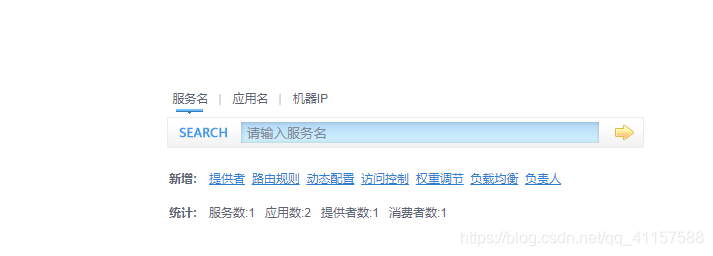 服务名 | 应用名 | 机器IP
SEARCH 请输入服务名
新增: 提供者 路由规则 动态配置 访问控制 权重调节 负载均衡 负责人
统计: 服务数:1 应用数:2 提供者数:1 消费者数:1
https://blog.csdn.net/qq_41157588